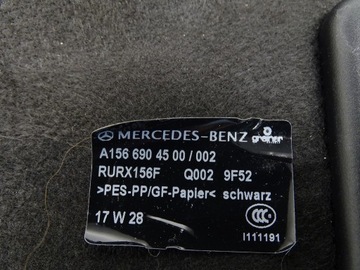 MERCEDES-BENZ greiner
A156 690 45 00 / 002
RURX156F Q002 9F52
>PES-PP/GF-Papier< schwarz
17 W 28
CCC
I111191